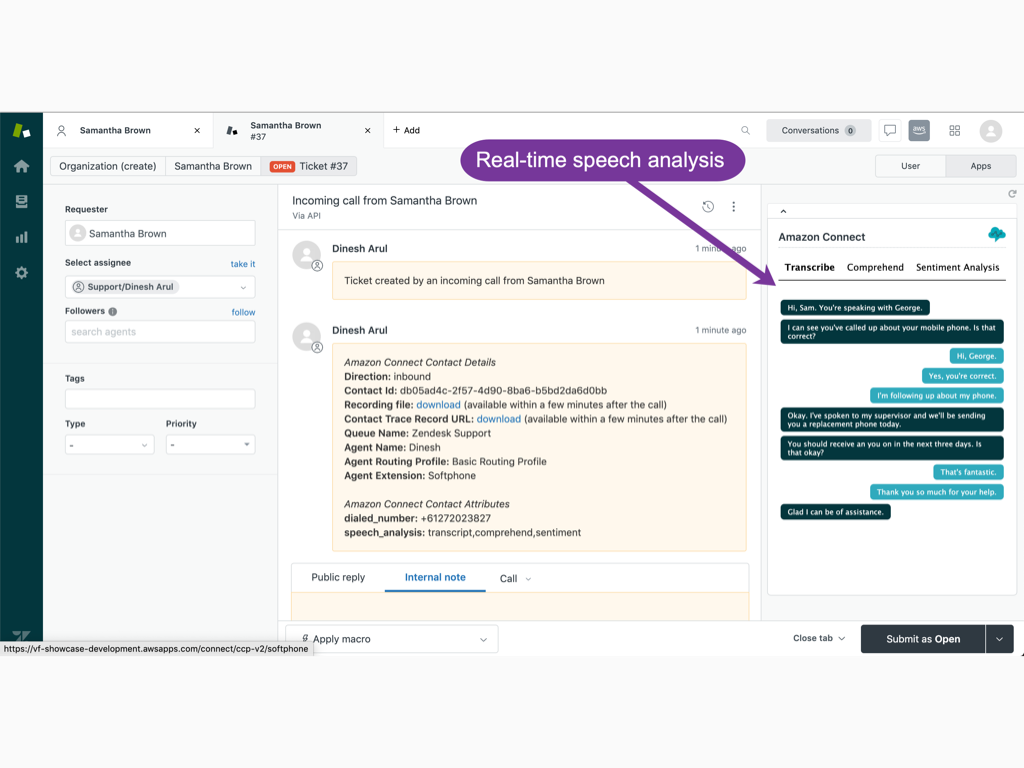 Samantha Brown
Samantha Brown
#37
+ Add
Conversations 0
aws
Real-time speech analysis
Organization (create)
Samantha Brown
OPEN Ticket #37
User
Apps
Requester
Samantha Brown
Select assignee
take it
Support/Dinesh Arul
Followers
follow
search agents
Tags
Type
Priority
-
-
Incoming call from Samantha Brown
Via API
Dinesh Arul
1 minute ago
Ticket created by an incoming call from Samantha Brown
Dinesh Arul
1 minute ago
Amazon Connect Contact Details
Direction: inbound
Contact Id: db05ad4c-2f57-4d90-8ba6-b5bd2da6d0bb
Recording file: download (available within a few minutes after the call)
Contact Trace Record URL: download (available within a few minutes after the call)
Queue Name: Zendesk Support
Agent Name: Dinesh
Agent Routing Profile: Basic Routing Profile
Agent Extension: Softphone
Amazon Connect Contact Attributes
dialed_number: +61272023827
speech_analysis: transcript,comprehend,sentiment
Public reply
Internal note
Call
Apply macro
Amazon Connect
Transcribe
Comprehend
Sentiment Analysis
Hi, Sam. You're speaking with George.
I can see you've called up about your mobile phone. Is that
correct?
Hi, George.
Yes, you're correct.
I'm following up about my phone.
Okay. I've spoken to my supervisor and we'll be sending
you a replacement phone today.
You should receive an you on in the next three days. Is
that okay?
That's fantastic.
Thank you so much for your help.
Glad I can be of assistance.
Close tab
Submit as Open
https://vf-showcase-development.awsapps.com/connect/ccp-v2/softphone